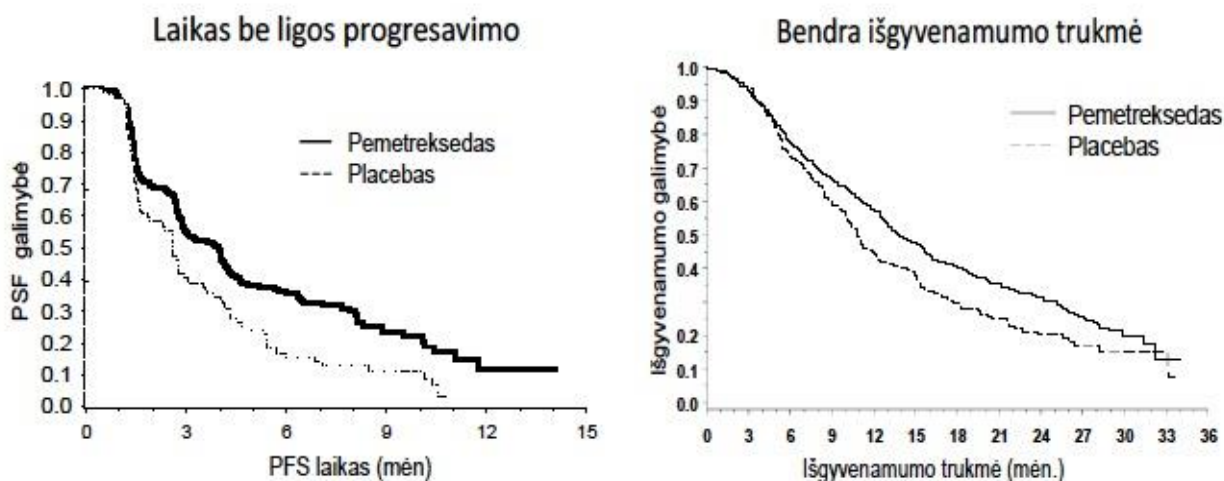 Laikas be ligos progresavimo
PSF galimybė
1.0
0.9
0.8
0.7
0.6
0.5
0.4
0.3
0.2
0.1
0.0
Pemetreksedas
Placebas
0 3 6 9 12 15
PFS laikas (mėn)
Bendra išgyvenamumo trukmė
Išgyvenamumo galimybė
1.0
0.9
0.8
0.7
0.6
0.5
0.4
0.2
0.1
0.0
Pemetreksedas
Placebas
0 3 6 9 12 15 18 21 24 27 30 33 36
Išgyvenamumo trukmė (mėn.)